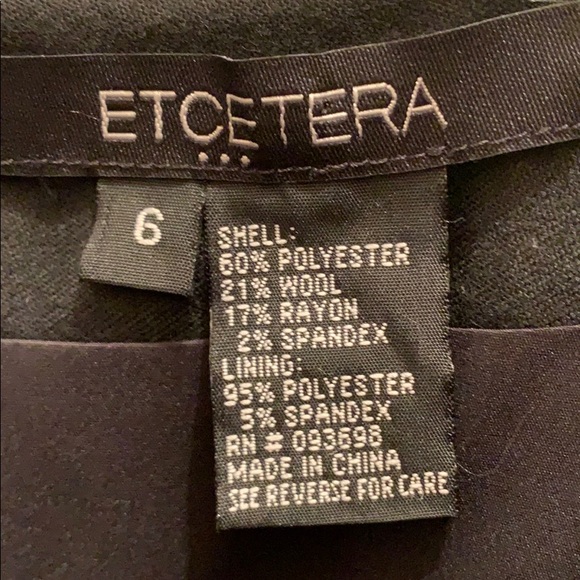 ETCETERA
...
6
SHELL:
60% POLYESTER
21% WOOL
17% RAYON
2% SPANDEX
LINING:
95% POLYESTER
5% SPANDEX
RN # 093698
MADE IN CHINA
SEE REVERSE FOR CARE